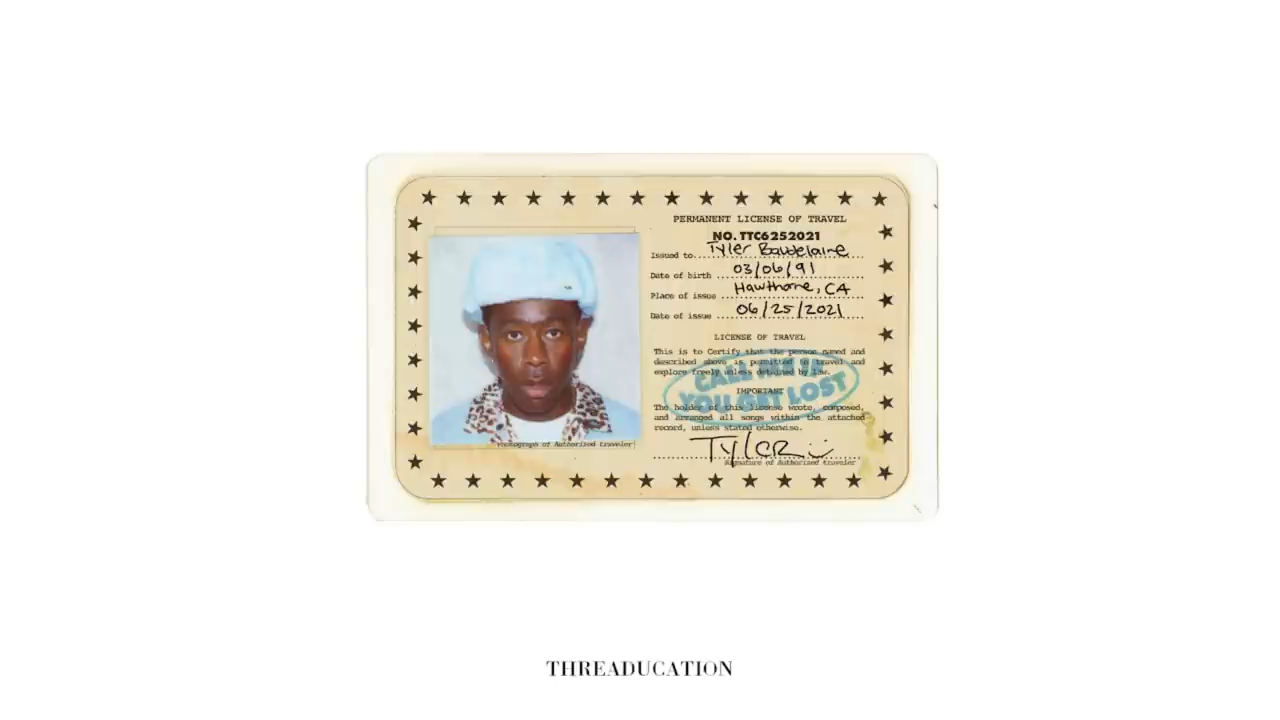 PERMANENT LICENSE OF TRAVEL
NO. TTC6252021
Issued to Tyler Baudelaire
Date of birth 03/06/91
Place of issue Hawthorne, CA
Date of issue 06/25/2021
LICENSE OF TRAVEL
This is to Certify that the person named and
described above is permitted to travel and
explore freely unless detained by law.
CALL ME IF
YOU GET LOST
IMPORTANT
The holder of this license wrote, composed,
and arranged all songs within the attached
record, unless stated otherwise.
TYLER
Signature of Authorized traveler
Photograph of Authorized traveler
THREADUCATION